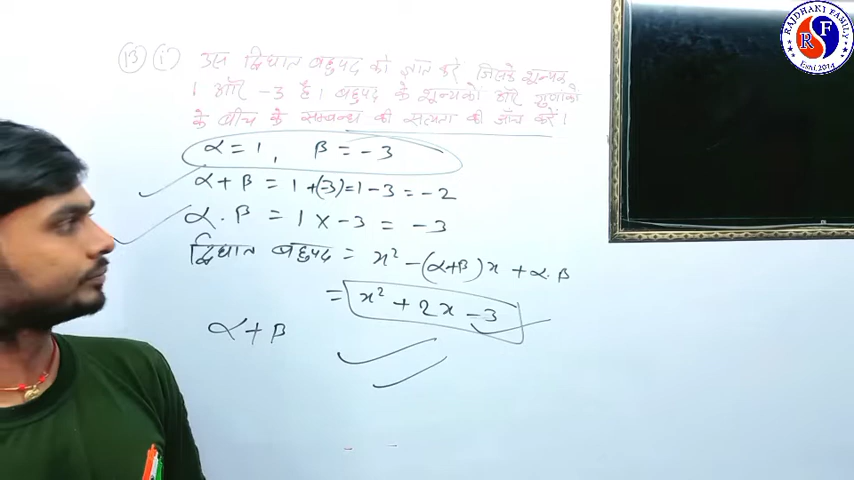 (13) (i) उस द्विघात बहुपद को ज्ञात करें जिसके शून्यक
1 और -3 है। बहुपद के शून्यकों और गुणांकों
के बीच के सम्बन्ध की सत्यता की जाँच करें।
α = 1, β = -3
α + β = 1 + (-3) = 1 - 3 = -2
α . β = 1 × -3 = -3
द्विघात बहुपद = x² - (α+β) x + α.β
= x² + 2x - 3
α + β
RAJDHANI FAMILY
RSF
Estd. 2014